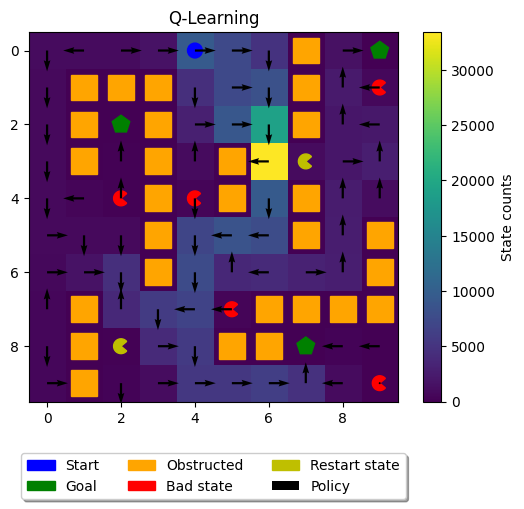 Q-Learning
0
2
4
6
8
0 2 4 6 8
30000
25000
20000
15000
10000
5000
0
State counts
Start Obstructed Restart state
Goal Bad state Policy